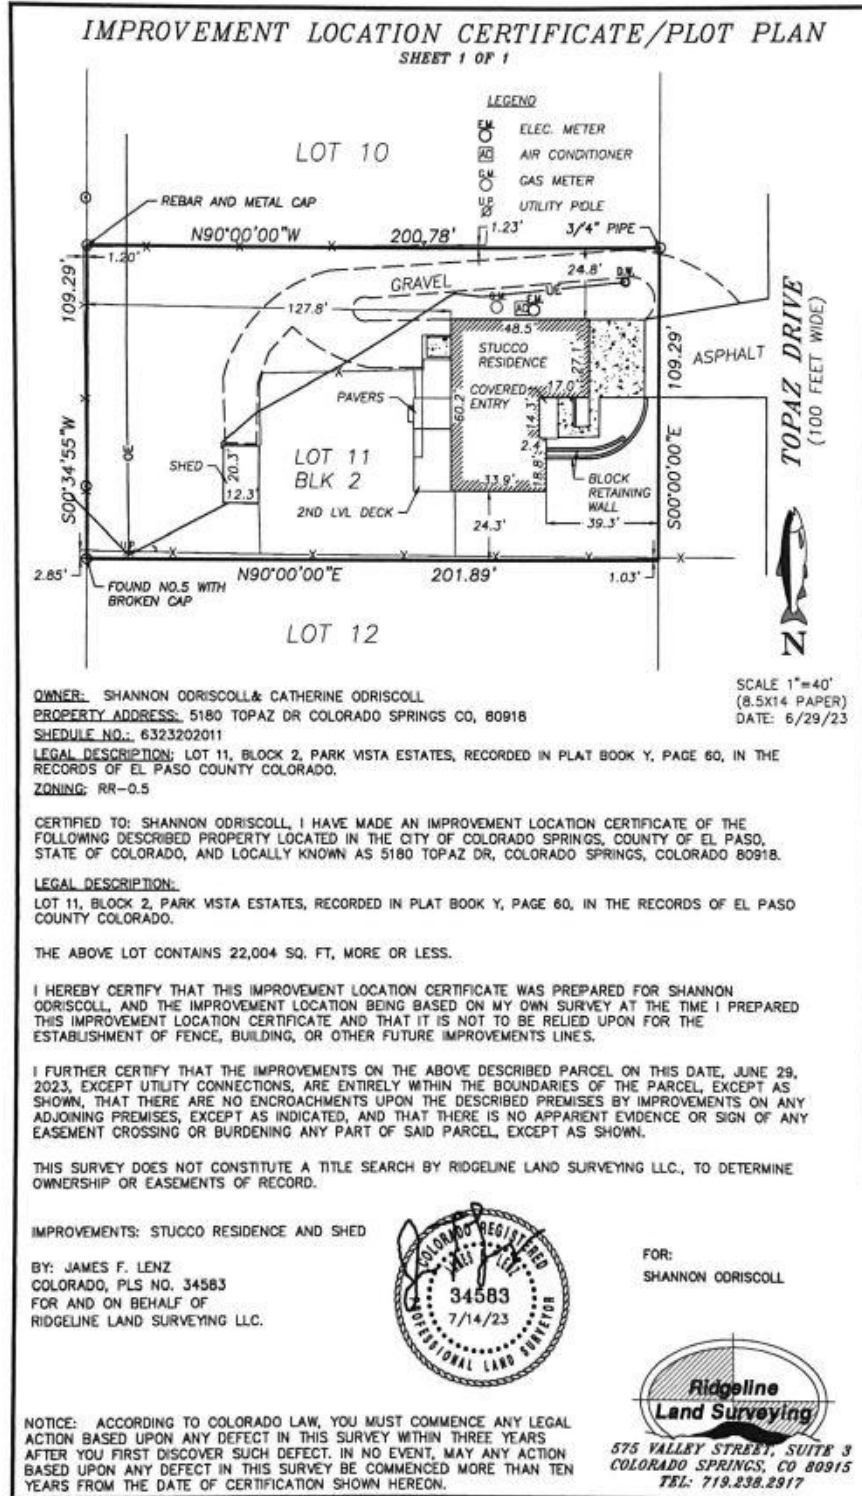 IMPROVEMENT LOCATION CERTIFICATE/PLOT PLAN
SHEET 1 OF 1
LEGEND
E.M. ELEC. METER
AC AIR CONDITIONER
G.M. GAS METER
U.P. UTILITY POLE
LOT 10
REBAR AND METAL CAP
N90°00'00"W 200.78' 1.23' 3/4" PIPE
1.20'
109.29'
GRAVEL
24.8'
127.8'
UE
G.M.
AC
E.M.
48.5'
STUCCO
RESIDENCE
27.1'
109.29'
ASPHALT
TOPAZ DRIVE
(100 FEET WIDE)
PAVERS
60.2'
COVERED
ENTRY
17.0'
14.3'
2.4'
18.8'
S00°34'55"W
OE
SHED
20.3'
12.3'
LOT 11
BLK 2
33.9'
2ND LVL DECK
24.3'
BLOCK
RETAINING
WALL
39.3'
S00°00'00"E
U.P.
2.85'
N90°00'00"E 201.89' 1.03'
FOUND NO.5 WITH
BROKEN CAP
LOT 12
N
SCALE 1"=40'
(8.5X14 PAPER)
DATE: 6/29/23
OWNER: SHANNON ODRISCOLL& CATHERINE ODRISCOLL
PROPERTY ADDRESS: 5180 TOPAZ DR COLORADO SPRINGS CO, 80918
SHEDULE NO.: 6323202011
LEGAL DESCRIPTION: LOT 11, BLOCK 2, PARK VISTA ESTATES, RECORDED IN PLAT BOOK Y, PAGE 60, IN THE
RECORDS OF EL PASO COUNTY COLORADO.
ZONING: RR-0.5
CERTIFIED TO: SHANNON ODRISCOLL, I HAVE MADE AN IMPROVEMENT LOCATION CERTIFICATE OF THE
FOLLOWING DESCRIBED PROPERTY LOCATED IN THE CITY OF COLORADO SPRINGS, COUNTY OF EL PASO,
STATE OF COLORADO, AND LOCALLY KNOWN AS 5180 TOPAZ DR, COLORADO SPRINGS, COLORADO 80918.
LEGAL DESCRIPTION:
LOT 11, BLOCK 2, PARK VISTA ESTATES, RECORDED IN PLAT BOOK Y, PAGE 60, IN THE RECORDS OF EL PASO
COUNTY COLORADO.
THE ABOVE LOT CONTAINS 22,004 SQ. FT, MORE OR LESS.
I HEREBY CERTIFY THAT THIS IMPROVEMENT LOCATION CERTIFICATE WAS PREPARED FOR SHANNON
ODRISCOLL, AND THE IMPROVEMENT LOCATION BEING BASED ON MY OWN SURVEY AT THE TIME I PREPARED
THIS IMPROVEMENT LOCATION CERTIFICATE AND THAT IT IS NOT TO BE RELIED UPON FOR THE
ESTABLISHMENT OF FENCE, BUILDING, OR OTHER FUTURE IMPROVEMENTS LINES.
I FURTHER CERTIFY THAT THE IMPROVEMENTS ON THE ABOVE DESCRIBED PARCEL ON THIS DATE, JUNE 29,
2023, EXCEPT UTILITY CONNECTIONS, ARE ENTIRELY WITHIN THE BOUNDARIES OF THE PARCEL, EXCEPT AS
SHOWN, THAT THERE ARE NO ENCROACHMENTS UPON THE DESCRIBED PREMISES BY IMPROVEMENTS ON ANY
ADJOINING PREMISES, EXCEPT AS INDICATED, AND THAT THERE IS NO APPARENT EVIDENCE OR SIGN OF ANY
EASEMENT CROSSING OR BURDENING ANY PART OF SAID PARCEL, EXCEPT AS SHOWN.
THIS SURVEY DOES NOT CONSTITUTE A TITLE SEARCH BY RIDGELINE LAND SURVEYING LLC., TO DETERMINE
OWNERSHIP OR EASEMENTS OF RECORD.
IMPROVEMENTS: STUCCO RESIDENCE AND SHED
BY: JAMES F. LENZ
COLORADO, PLS NO. 34583
FOR AND ON BEHALF OF
RIDGELINE LAND SURVEYING LLC.
COLORADO REGISTERED
JAMES LENZ
34583
7/14/23
PROFESSIONAL LAND SURVEYOR
FOR:
SHANNON ODRISCOLL
NOTICE: ACCORDING TO COLORADO LAW, YOU MUST COMMENCE ANY LEGAL
ACTION BASED UPON ANY DEFECT IN THIS SURVEY WITHIN THREE YEARS
AFTER YOU FIRST DISCOVER SUCH DEFECT. IN NO EVENT, MAY ANY ACTION
BASED UPON ANY DEFECT IN THIS SURVEY BE COMMENCED MORE THAN TEN
YEARS FROM THE DATE OF CERTIFICATION SHOWN HEREON.
Ridgeline
Land Surveying
575 VALLEY STREET, SUITE 3
COLORADO SPRINGS, CO 80915
TEL: 719.238.2917